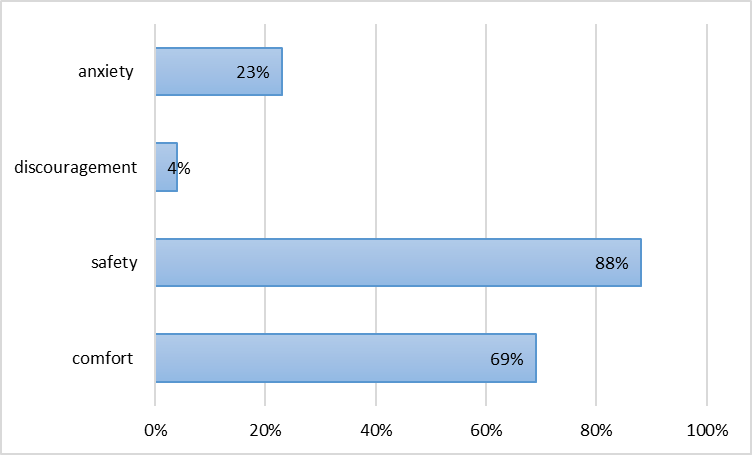 anxiety 23%
discouragement 4%
safety 88%
comfort 69%
0% 20% 40% 60% 80% 100%